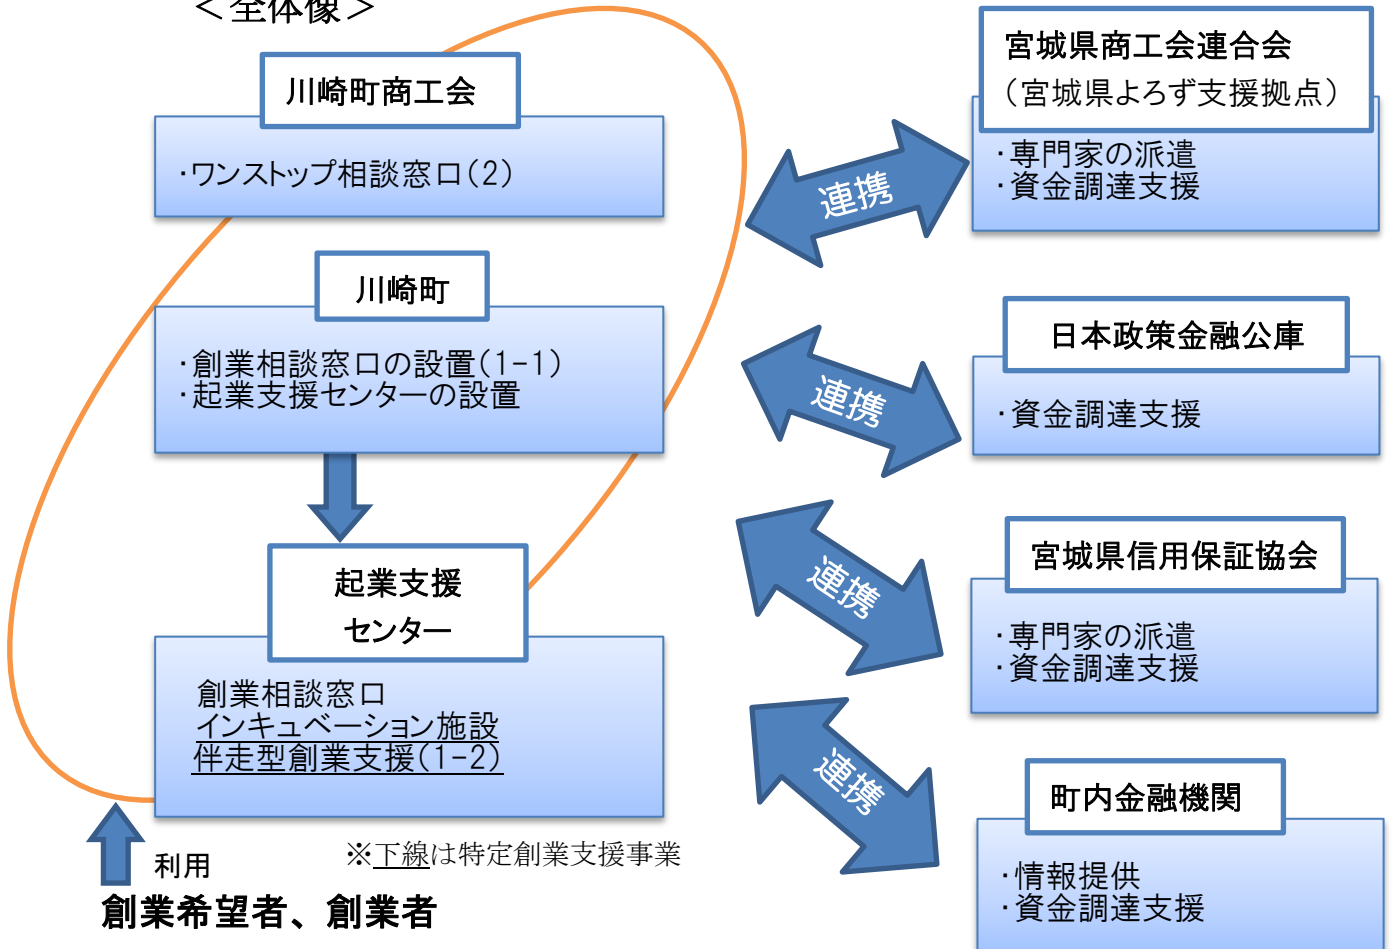 ＜全体像＞
川崎町商工会
・ワンストップ相談窓口（2）
川崎町
・創業相談窓口の設置（1-1）
・起業支援センターの設置
起業支援
センター
創業相談窓口
インキュベーション施設
伴走型創業支援（1-2）
利用
※下線は特定創業支援事業
創業希望者、創業者
連携
連携
連携
連携
宮城県商工会連合会
（宮城県よろず支援拠点）
・専門家の派遣
・資金調達支援
日本政策金融公庫
・資金調達支援
宮城県信用保証協会
・専門家の派遣
・資金調達支援
町内金融機関
・情報提供
・資金調達支援